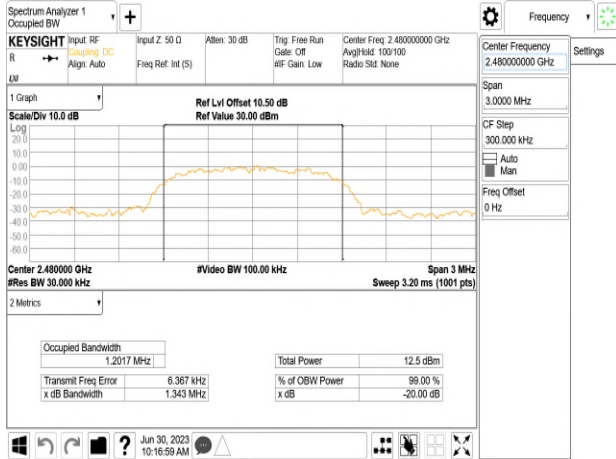 Spectrum Analyzer 1
Occupied BW
Frequency
KEYSIGHT
R
Input: RF
Coupling: DC
Align: Auto
Input Z: 50 Ω
Freq Ref: Int (S)
Atten: 30 dB
Trig: Free Run
Gate: Off
#IF Gain: Low
Center Freq: 2.480000000 GHz
Avg|Hold: 100/100
Radio Std: None
Center Frequency
2.480000000 GHz
Settings
Span
3.0000 MHz
CF Step
300.000 kHz
Auto
Man
Freq Offset
0 Hz
1 Graph
Scale/Div 10.0 dB
Ref Lvl Offset 10.50 dB
Ref Value 30.00 dBm
Log
20.0
10.0
0.00
-10.0
-20.0
-30.0
-40.0
-50.0
-60.0
Center 2.480000 GHz
#Res BW 30.000 kHz
#Video BW 100.00 kHz
Span 3 MHz
Sweep 3.20 ms (1001 pts)
2 Metrics
Occupied Bandwidth
1.2017 MHz
Total Power 12.5 dBm
Transmit Freq Error 6.367 kHz
% of OBW Power 99.00 %
x dB Bandwidth 1.343 MHz
x dB -20.00 dB
?
Jun 30, 2023
10:16:59 AM